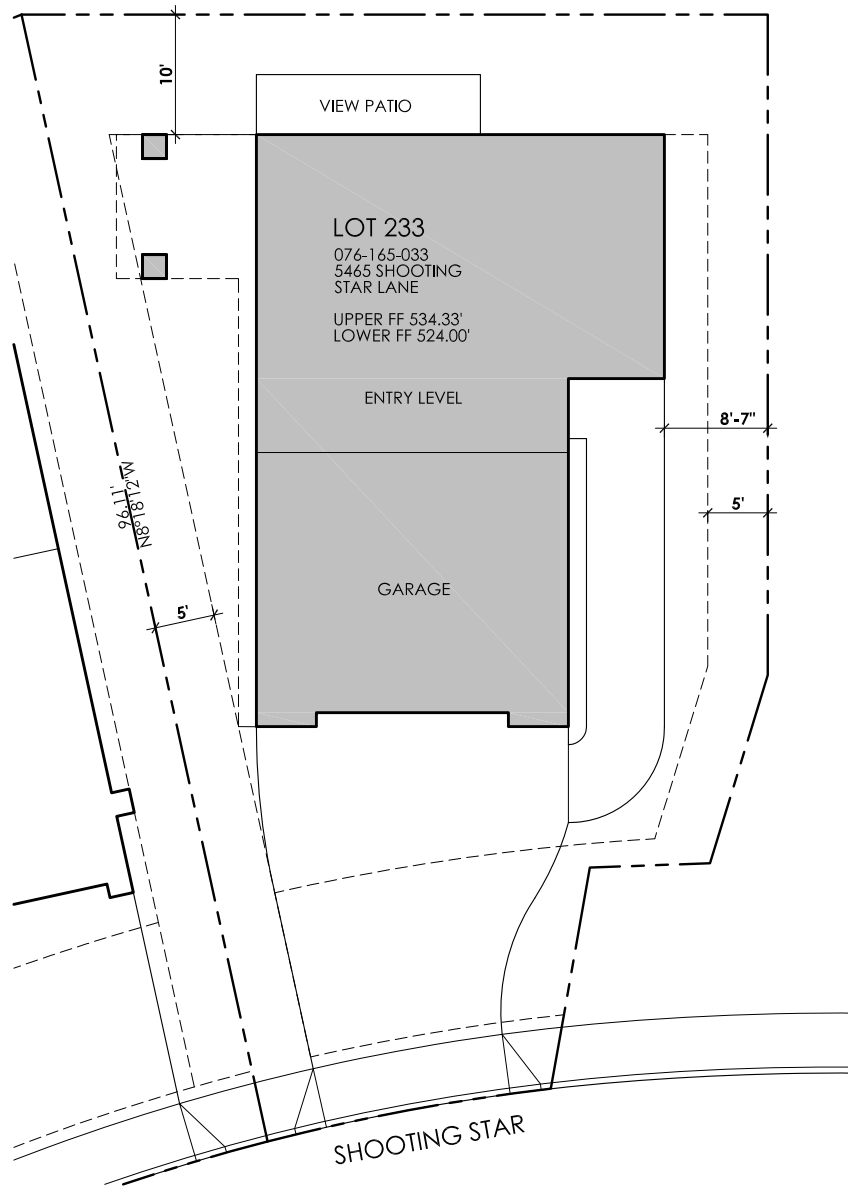 10'
VIEW PATIO
LOT 233
076-165-033
5465 SHOOTING
STAR LANE
UPPER FF 534.33'
LOWER FF 524.00'
ENTRY LEVEL
8'-7"
5'
96.11'
N8°18'12"W
GARAGE
5'
SHOOTING STAR